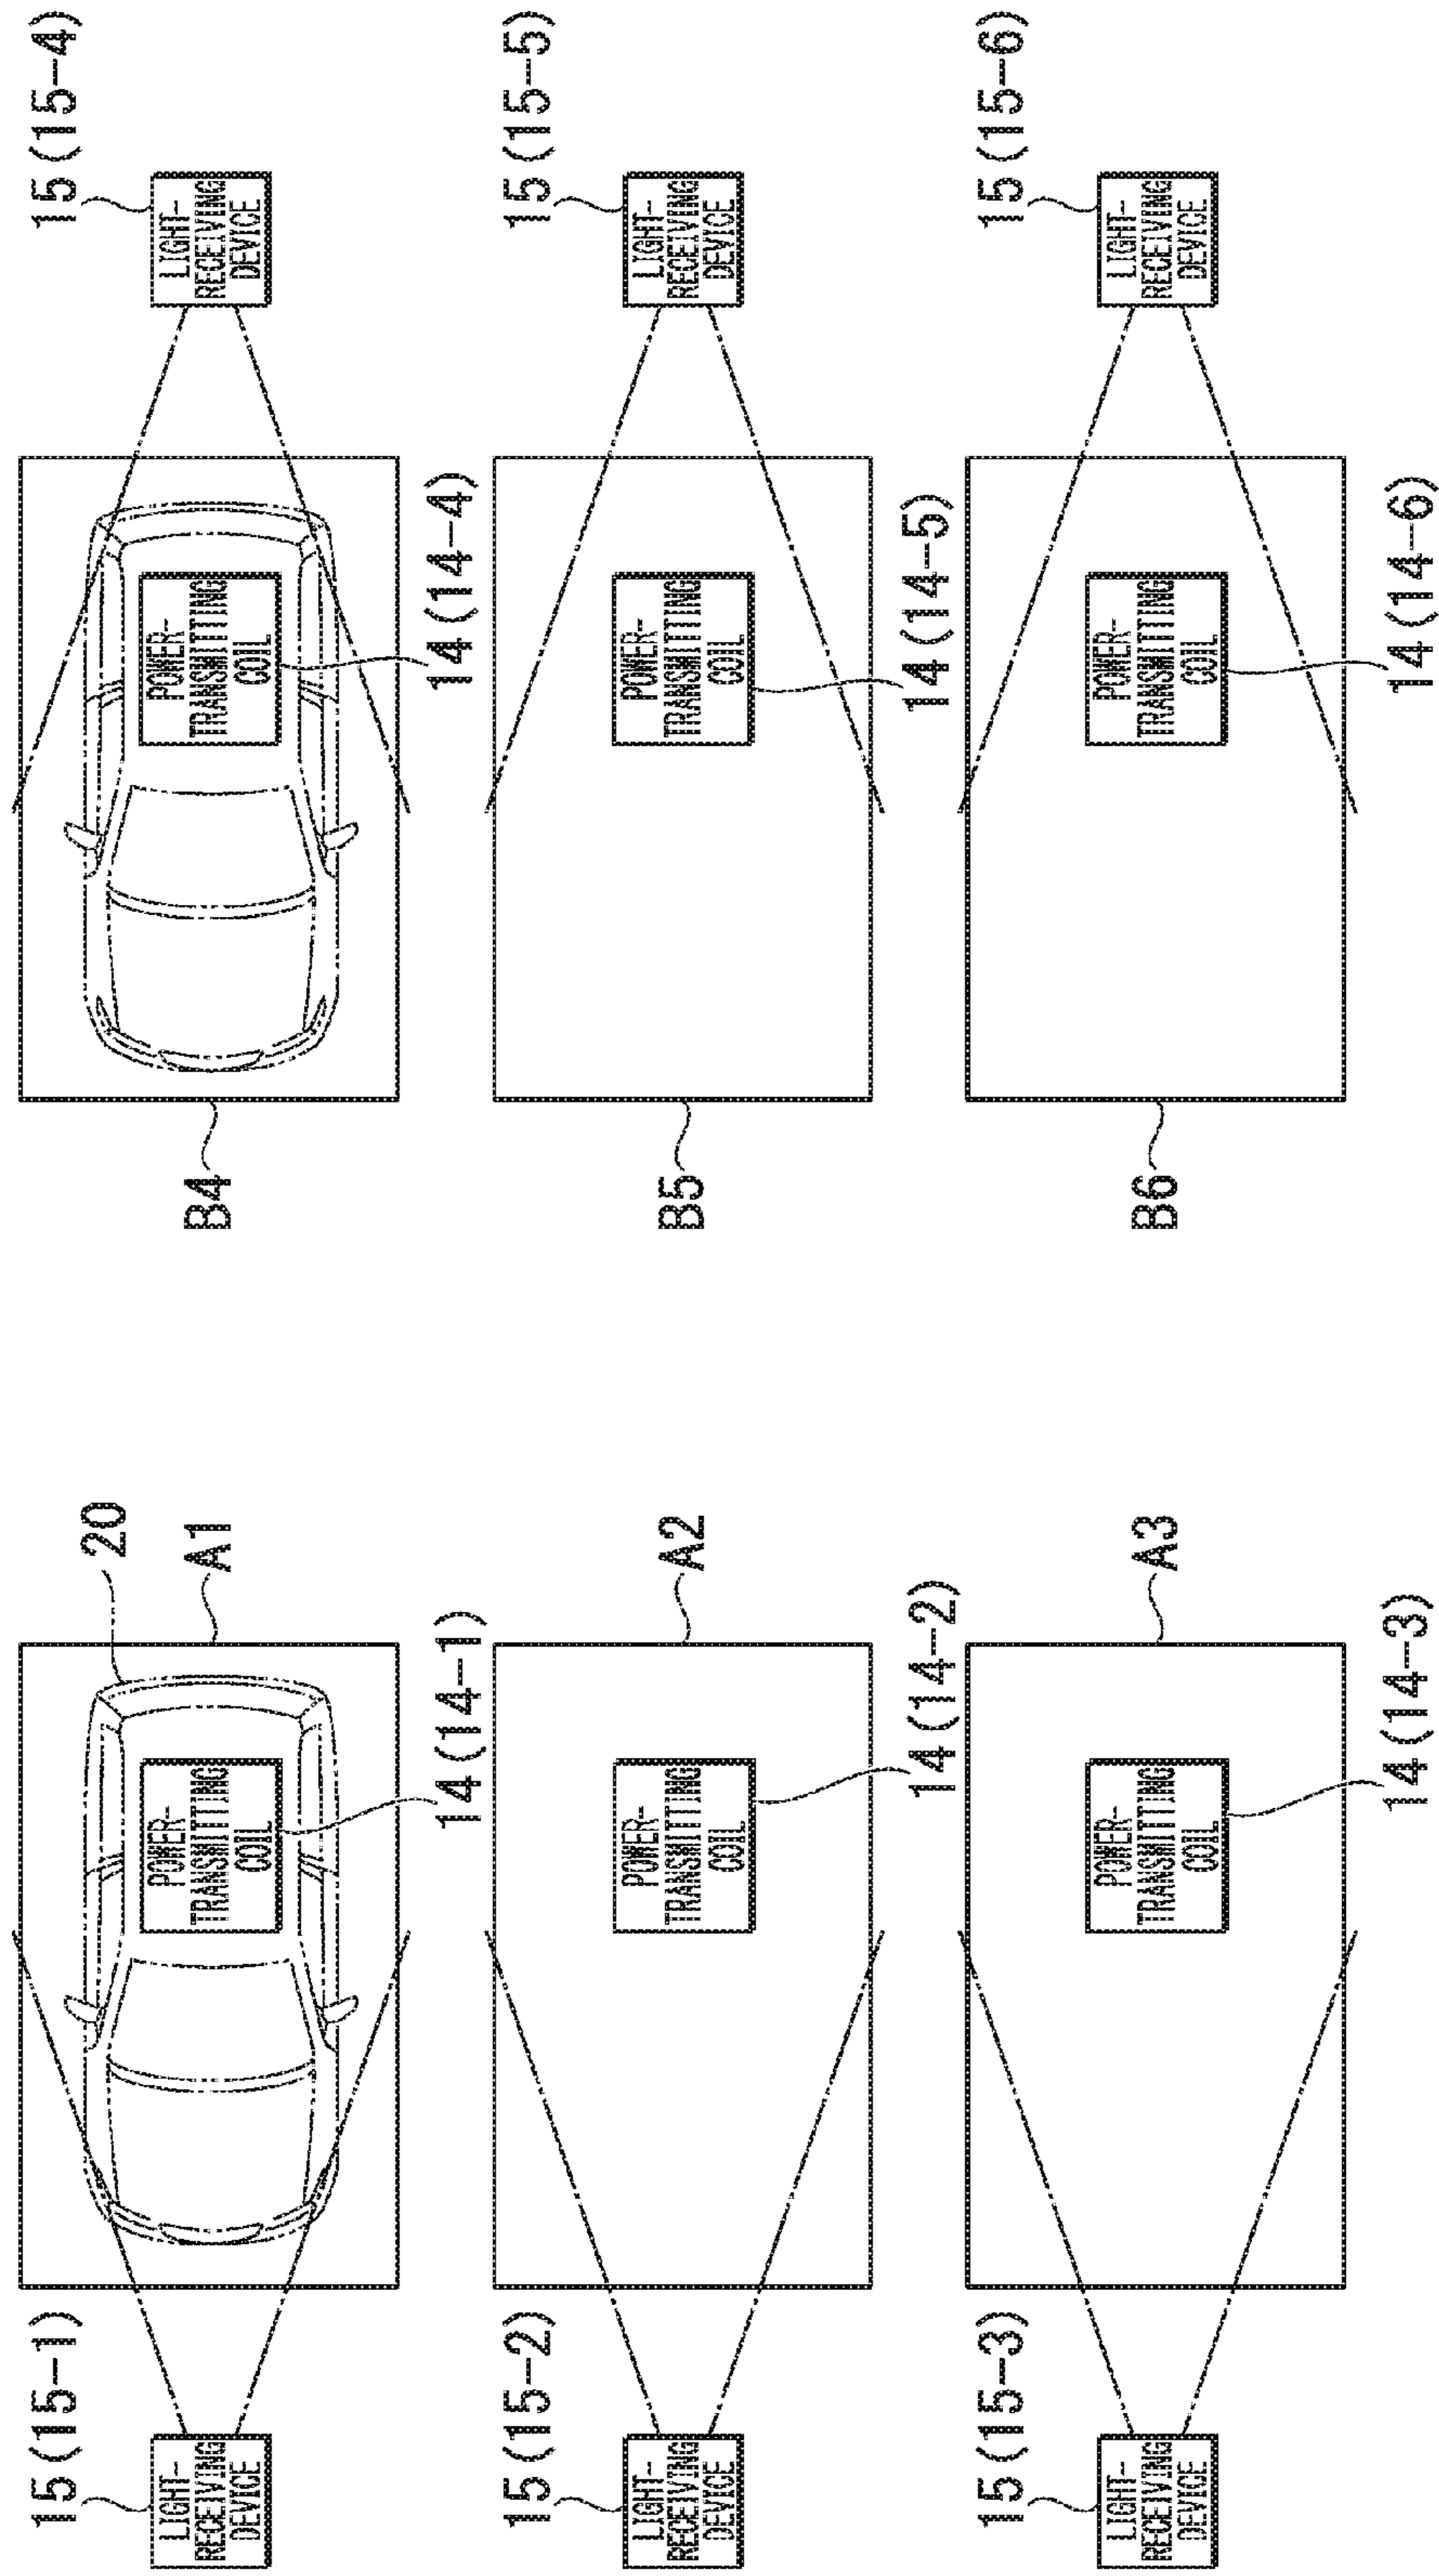 15(15-1)
LIGHT-
RECEIVING
DEVICE
POWER-
TRANSMITTING
COIL
14(14-1)
20
A1
B4
POWER-
TRANSMITTING
COIL
14(14-4)
15(15-4)
LIGHT-
RECEIVING
DEVICE
15(15-2)
LIGHT-
RECEIVING
DEVICE
POWER-
TRANSMITTING
COIL
14(14-2)
A2
B5
POWER-
TRANSMITTING
COIL
14(14-5)
15(15-5)
LIGHT-
RECEIVING
DEVICE
15(15-3)
LIGHT-
RECEIVING
DEVICE
POWER-
TRANSMITTING
COIL
14(14-3)
A3
B6
POWER-
TRANSMITTING
COIL
14(14-6)
15(15-6)
LIGHT-
RECEIVING
DEVICE